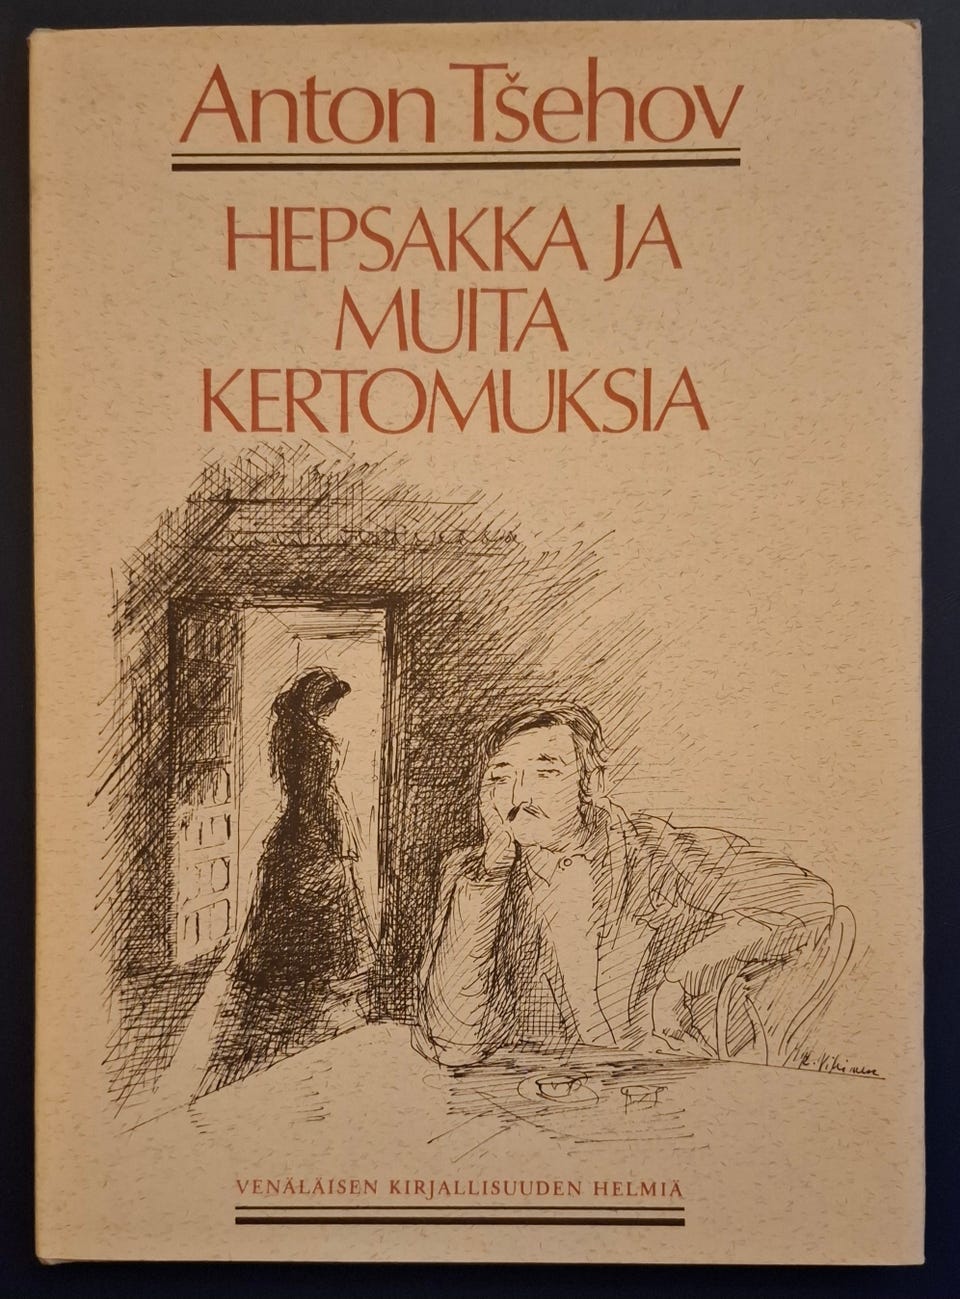 Anton Tšehov
HEPSAKKA JA
MUITA
KERTOMUKSIA
VENÄLÄISEN KIRJALLISUUDEN HELMIÄ